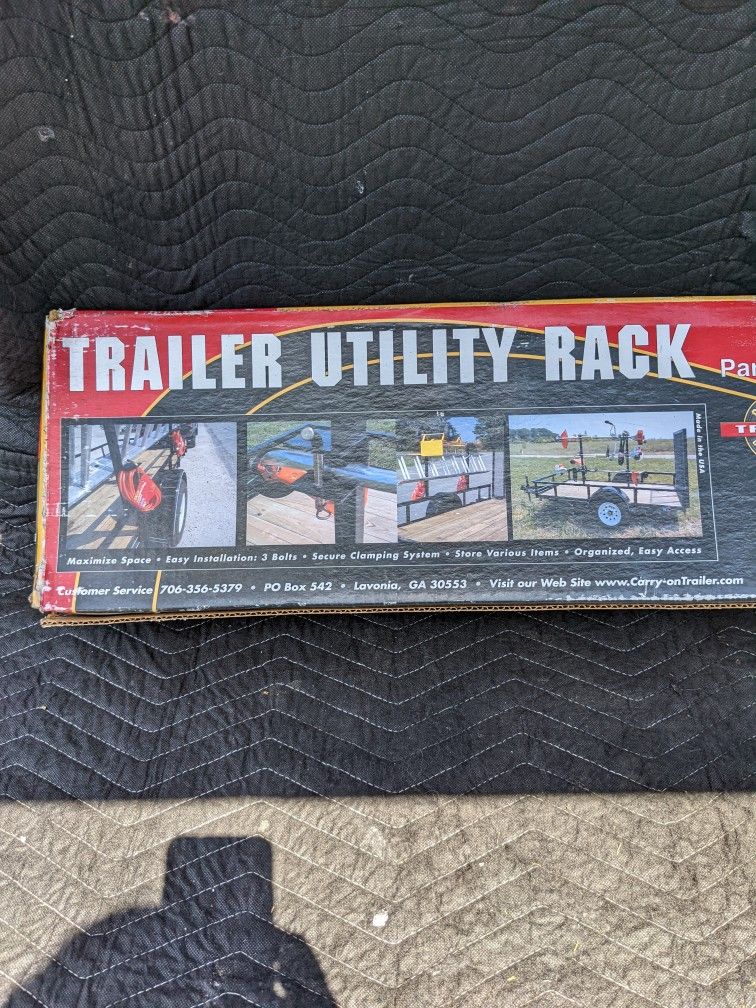 TRAILER UTILITY RACK
Par
TR
Made in the USA
Maximize Space • Easy Installation: 3 Bolts • Secure Clamping System • Store Various Items • Organized, Easy Access
Customer Service 706-356-5379 • PO Box 542 • Lavonia, GA 30553 • Visit our Web Site www.Carry-onTrailer.com